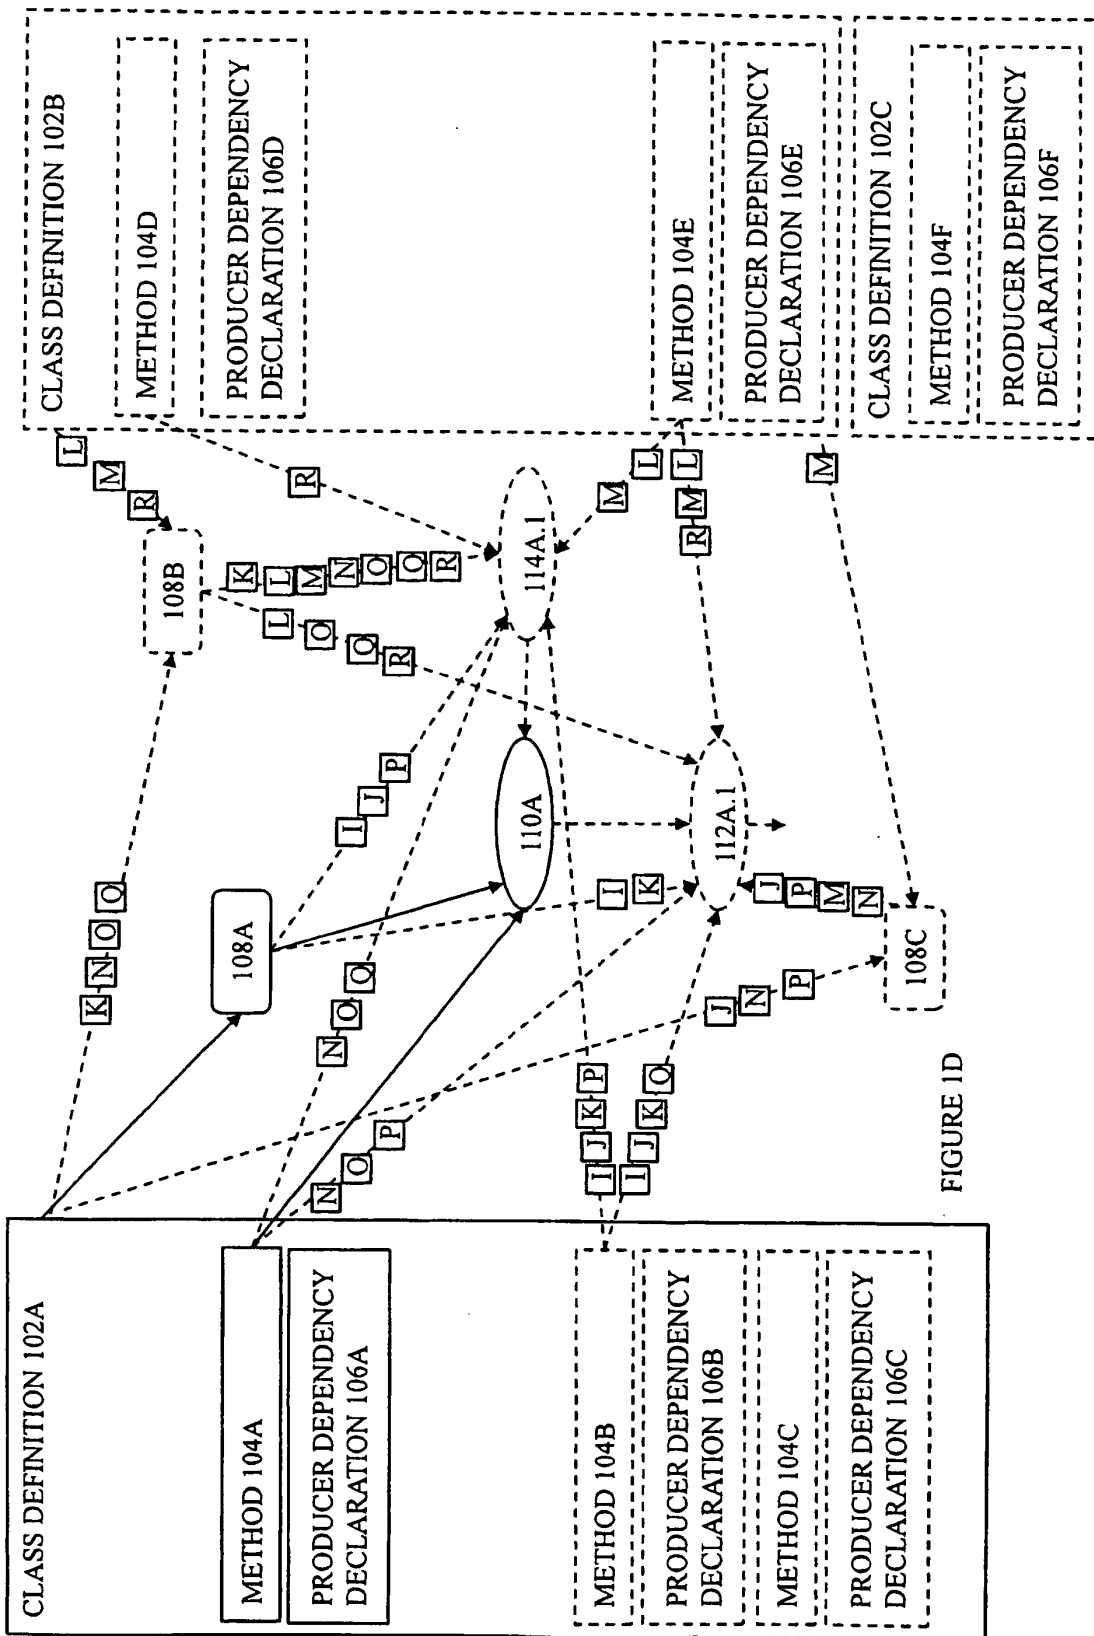 CLASS DEFINITION 102A
METHOD 104A
PRODUCER DEPENDENCY
DECLARATION 106A
METHOD 104B
PRODUCER DEPENDENCY
DECLARATION 106B
METHOD 104C
PRODUCER DEPENDENCY
DECLARATION 106C
K N O Q
108A
108B
L M R
I J P
N O Q
N O P
K L M N O Q R
L O Q R
R
110A
114A.1
I K
I J K P
I J K Q
M L
R M L
112A.1
J N P
J P M N
108C
M
CLASS DEFINITION 102B
METHOD 104D
PRODUCER DEPENDENCY
DECLARATION 106D
METHOD 104E
PRODUCER DEPENDENCY
DECLARATION 106E
CLASS DEFINITION 102C
METHOD 104F
PRODUCER DEPENDENCY
DECLARATION 106F
FIGURE 1D